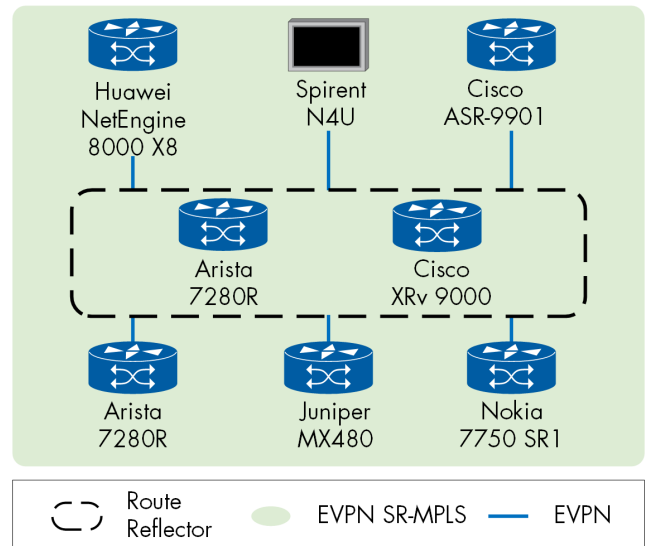 Huawei
NetEngine
8000 X8
Spirent
N4U
Cisco
ASR-9901
Arista
7280R
Cisco
XRv 9000
Arista
7280R
Juniper
MX480
Nokia
7750 SR1
Route
Reflector
EVPN SR-MPLS
EVPN